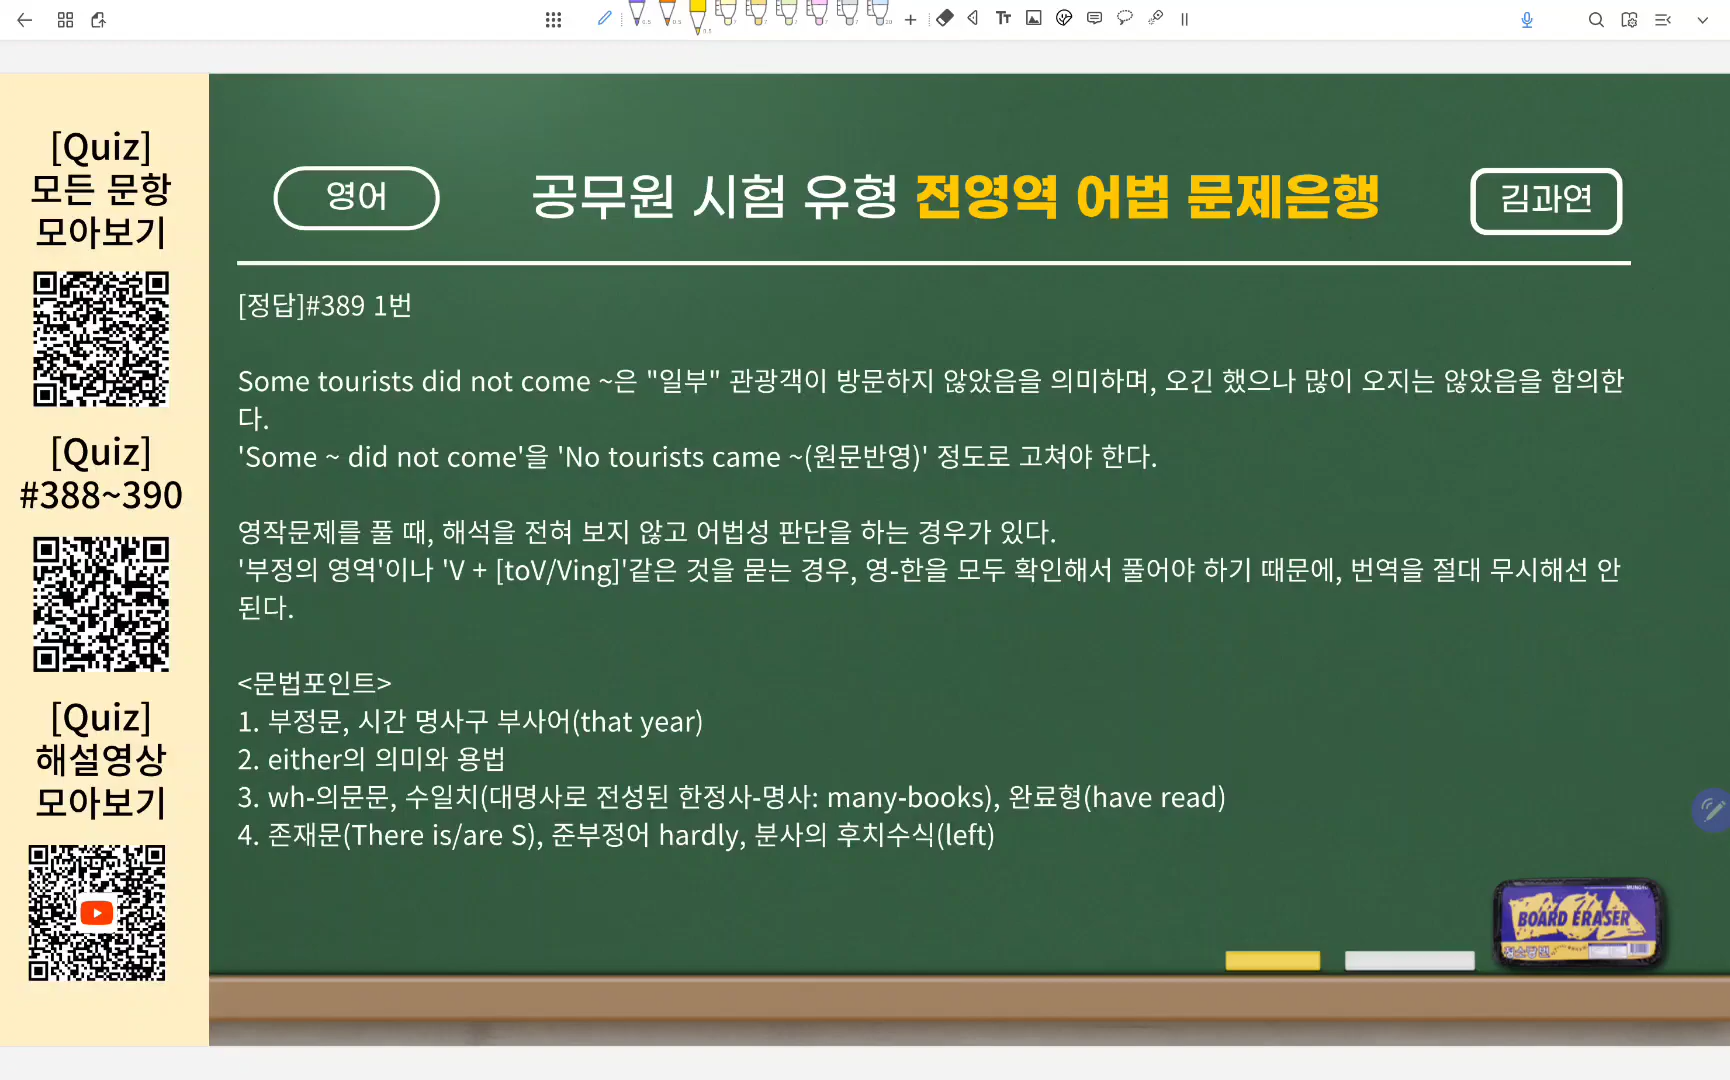 [Quiz]
모든 문항
모아보기
[Quiz]
#388~390
[Quiz]
해설영상
모아보기
영어
공무원 시험 유형 전영역 어법 문제은행
김과연
[정답]#389 1번
Some tourists did not come ~은 "일부" 관광객이 방문하지 않았음을 의미하며, 오긴 했으나 많이 오지는 않았음을 함의한
다.
'Some ~ did not come'을 'No tourists came ~(원문반영)' 정도로 고쳐야 한다.
영작문제를 풀 때, 해석을 전혀 보지 않고 어법성 판단을 하는 경우가 있다.
'부정의 영역'이나 'V + [toV/Ving]'같은 것을 묻는 경우, 영-한을 모두 확인해서 풀어야 하기 때문에, 번역을 절대 무시해선 안
된다.
<문법포인트>
1. 부정문, 시간 명사구 부사어(that year)
2. either의 의미와 용법
3. wh-의문문, 수일치(대명사로 전성된 한정사-명사: many-books), 완료형(have read)
4. 존재문(There is/are S), 준부정어 hardly, 분사의 후치수식(left)
BOARD ERASER